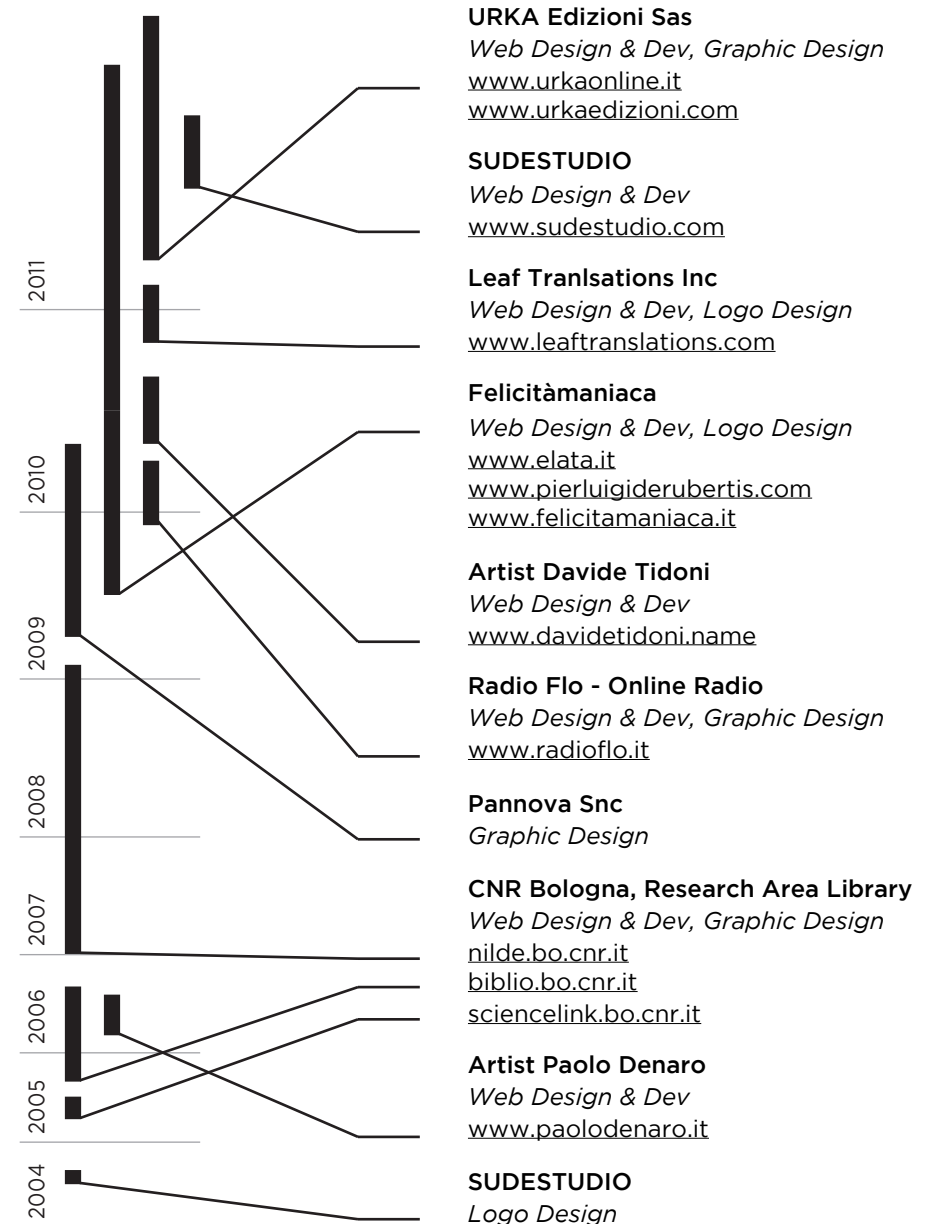 URKA Edizioni Sas
Web Design & Dev, Graphic Design
www.urkaonline.it
www.urkaedizioni.com
SUDESTUDIO
Web Design & Dev
www.sudestudio.com
Leaf Tranlsations Inc
Web Design & Dev, Logo Design
www.leaftranslations.com
Felicitàmaniaca
Web Design & Dev, Logo Design
www.elata.it
www.pierluigiderubertis.com
www.felicitamaniaca.it
Artist Davide Tidoni
Web Design & Dev
www.davidetidoni.name
Radio Flo - Online Radio
Web Design & Dev, Graphic Design
www.radioflo.it
Pannova Snc
Graphic Design
CNR Bologna, Research Area Library
Web Design & Dev, Graphic Design
nilde.bo.cnr.it
biblio.bo.cnr.it
sciencelink.bo.cnr.it
Artist Paolo Denaro
Web Design & Dev
www.paolodenaro.it
SUDESTUDIO
Logo Design
2011
2010
2009
2008
2007
2006
2005
2004